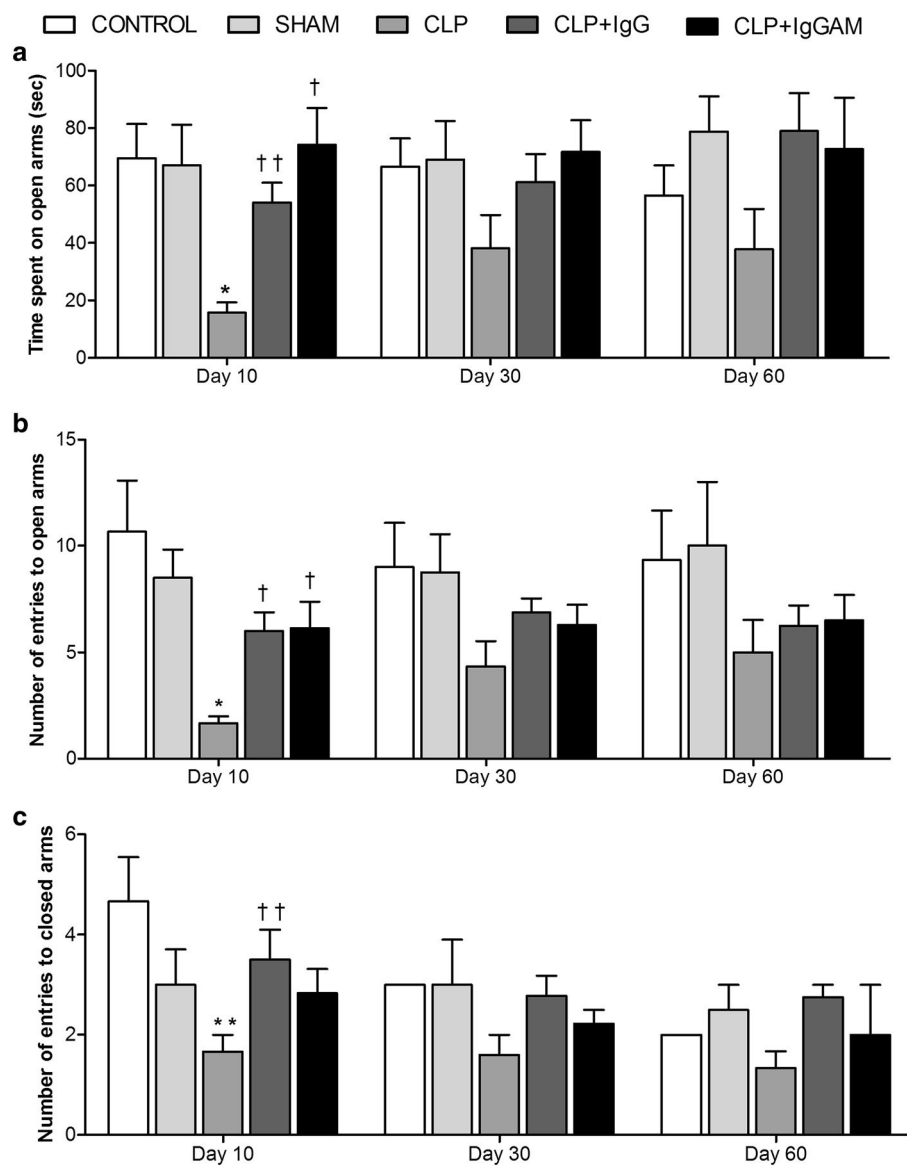 CONTROL SHAM CLP CLP+IgG CLP+IgGAM
a
Time spent on open arms (sec)
100
80
60
40
20
0
*
† †
†
Day 10 Day 30 Day 60
b
Number of entries to open arms
15
10
5
0
*
†
†
Day 10 Day 30 Day 60
c
Number of entries to closed arms
6
4
2
0
* *
† †
Day 10 Day 30 Day 60